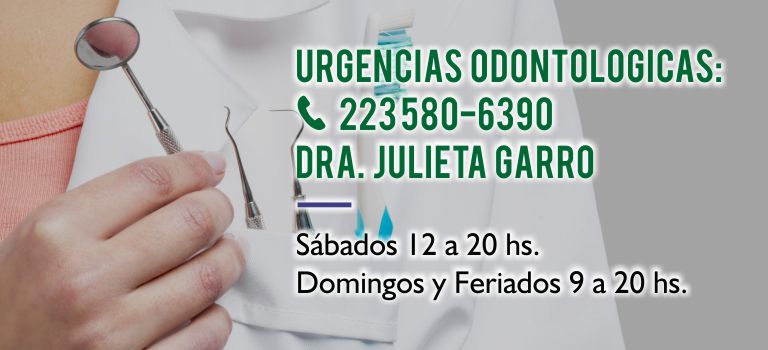 URGENCIAS ODONTOLOGICAS:
223580-6390
DRA. JULIETA GARRO
Sábados 12 a 20 hs.
Domingos y Feriados 9 a 20 hs.